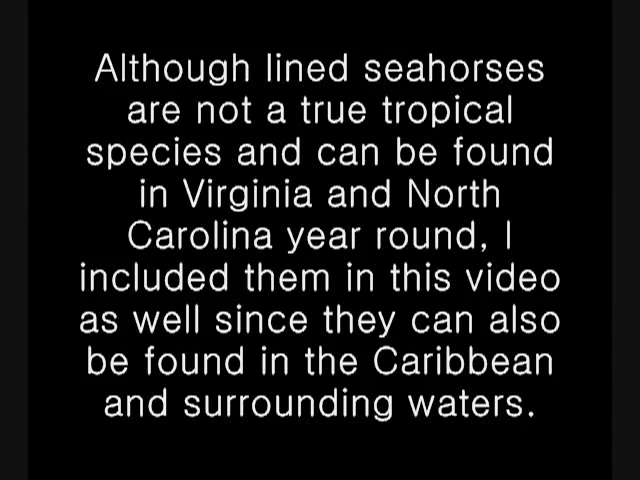 Although lined seahorses
are not a true tropical
species and can be found
in Virginia and North
Carolina year round, I
included them in this video
as well since they can also
be found in the Caribbean
and surrounding waters.